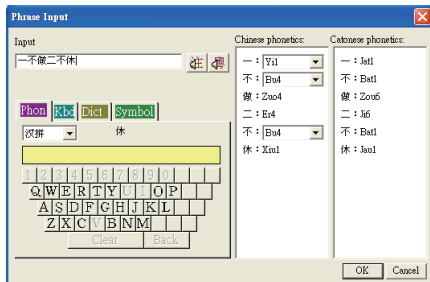 Phrase Input
Input
一不做二不休
Phon Kbd Dict Symbol
汉拼 休
1 2 3 4 5 6 7 8 9 0
Q W E R T Y U I O P
A S D F G H J K L
Z X C V B N M
Clear Back
Chinese phonetics:
一：Yi1
不：Bu4
做：Zuo4
二：Er4
不：Bu4
休：Xiu1
Catonese phonetics:
一：Jat1
不：Bat1
做：Zou6
二：Ji6
不：Bat1
休：Jau1
OK Cancel